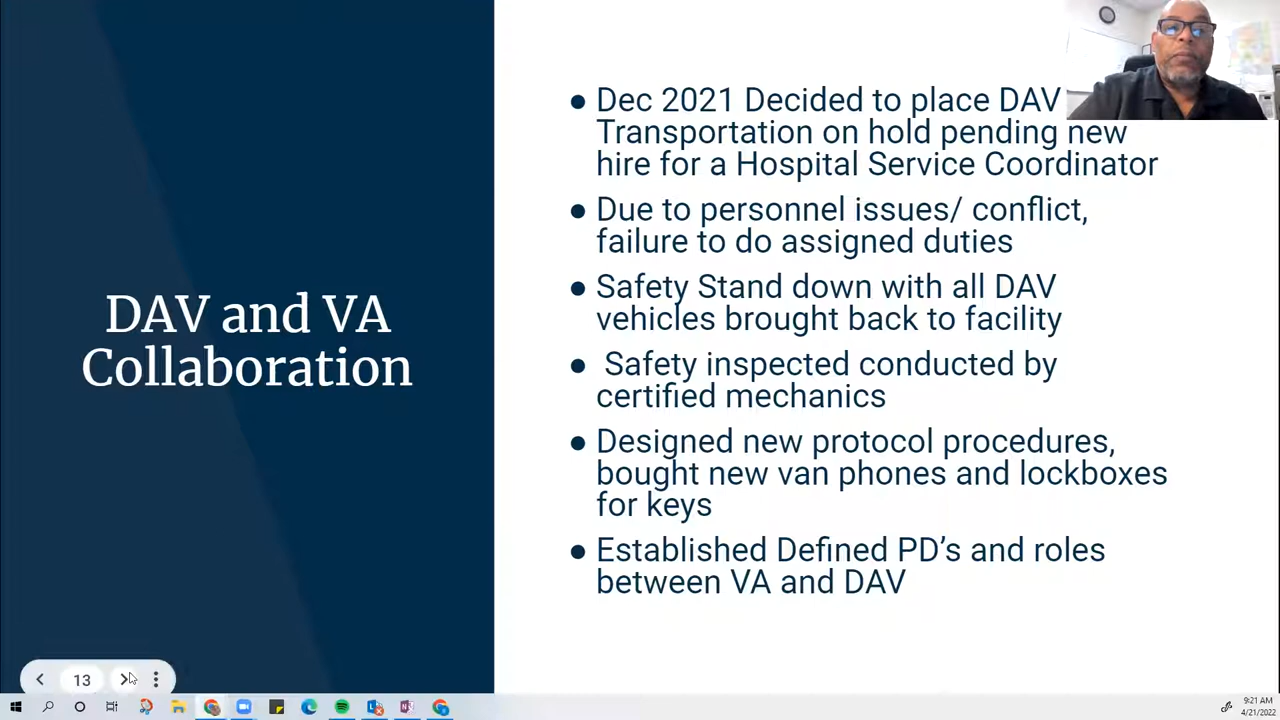 DAV and VA
Collaboration
● Dec 2021 Decided to place DAV
Transportation on hold pending new
hire for a Hospital Service Coordinator
● Due to personnel issues/ conflict,
failure to do assigned duties
● Safety Stand down with all DAV
vehicles brought back to facility
● Safety inspected conducted by
certified mechanics
● Designed new protocol procedures,
bought new van phones and lockboxes
for keys
● Established Defined PD’s and roles
between VA and DAV
13
9:21 AM
4/21/2022